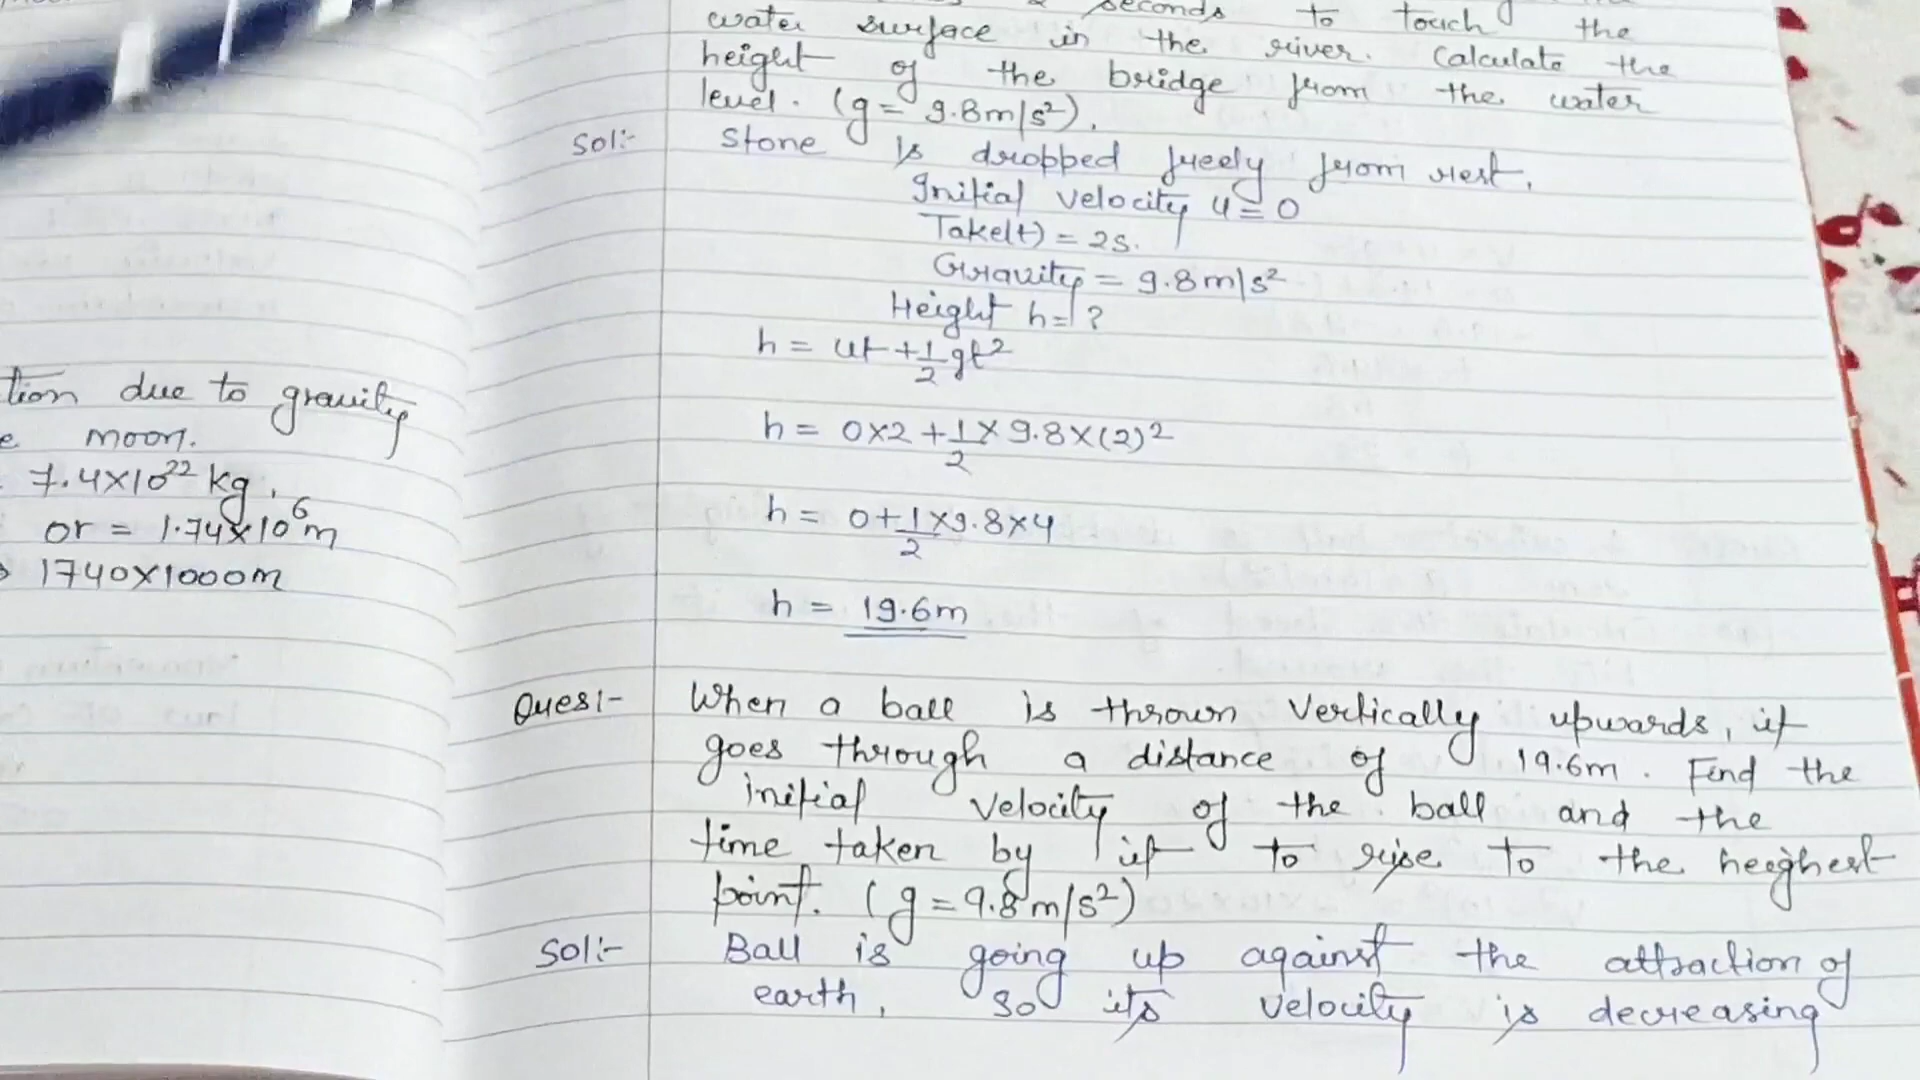 tion due to gravity
moon.
7.4×10²² kg.
or = 1.74×10⁶m
1740×1000m
seconds to touch the
water surface in the river. Calculate the
height of the bridge from the water
level. (g = 9.8m/s²).
Sol:- Stone is dropped freely from rest,
Initial velocity u = 0
Take(t) = 2s.
Gravity = 9.8m/s²
Height h = ?
h = ut + 1/2 gt²
h = 0×2 + 1/2 × 9.8×(2)²
h = 0 + 1/2 ×9.8×4
h = 19.6m
Ques:- When a ball is thrown vertically upwards, it
goes through a distance of 19.6m. Find the
initial velocity of the ball and the
time taken by it to rise to the heeghest
point. (g = 9.8m/s²)
Sol:- Ball is going up against the attraction of
earth, so its velocity is decreasing